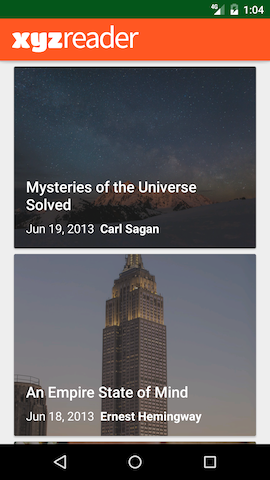 4G 1:04
xyzreader
Mysteries of the Universe
Solved
Jun 19, 2013 Carl Sagan
An Empire State of Mind
Jun 18, 2013 Ernest Hemingway